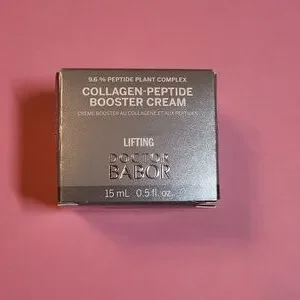 9.6 % PEPTIDE PLANT COMPLEX
COLLAGEN-PEPTIDE
BOOSTER CREAM
CRÈME BOOSTER AU COLLAGÈNE ET AUX PEPTIDES
LIFTING
DOCTOR
BABOR
15 mL 0.5 fl. oz